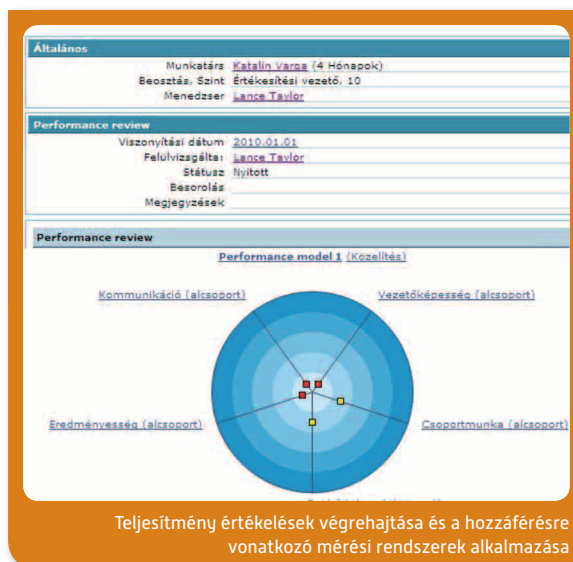 Általános
Munkatárs Katalin Varga (4 Hónapok)
Beosztás, Szint Értékesítési vezető, 10
Menedzser Lance Taylor
Performance review
Viszonyítási dátum 2010.01.01
Felülvizsgálta: Lance Taylor
Státusz Nyitott
Besorolás
Megjegyzések
Performance review
Performance model 1 (Közelítés)
Kommunikáció (alcsoport) Vezetőképesség (alcsoport)
Eredményesség (alcsoport) Csoportmunka (alcsoport)
Teljesítmény értékelések végrehajtása és a hozzáférésre
vonatkozó mérési rendszerek alkalmazása